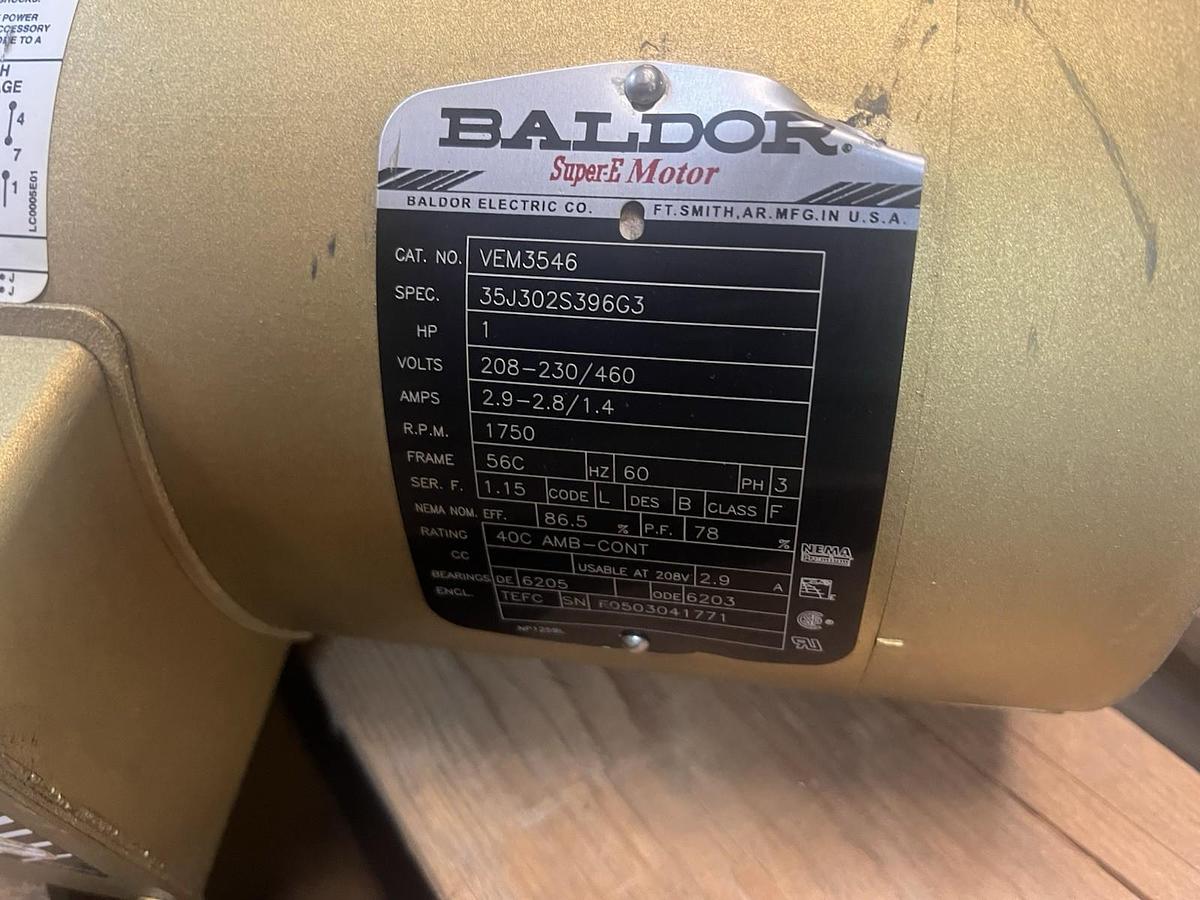 POWER
ACCESSORY
TO A
H
GE
4
7
1
LC0005E01
J
J
BALDOR
Super-E Motor
BALDOR ELECTRIC CO. FT.SMITH,AR.MFG.IN U.S.A.
CAT. NO. VEM3546
SPEC. 35J302S396G3
HP 1
VOLTS 208-230/460
AMPS 2.9-2.8/1.4
R.P.M. 1750
FRAME 56C HZ 60 PH 3
SER. F. 1.15 CODE L DES B CLASS F
NEMA NOM. EFF. 86.5 % P.F. 78 %
RATING 40C AMB-CONT
CC USABLE AT 208V 2.9 A
BEARINGS DE 6205 ODE 6203
ENCL. TEFC SN F0503041771
NEMA
Premium